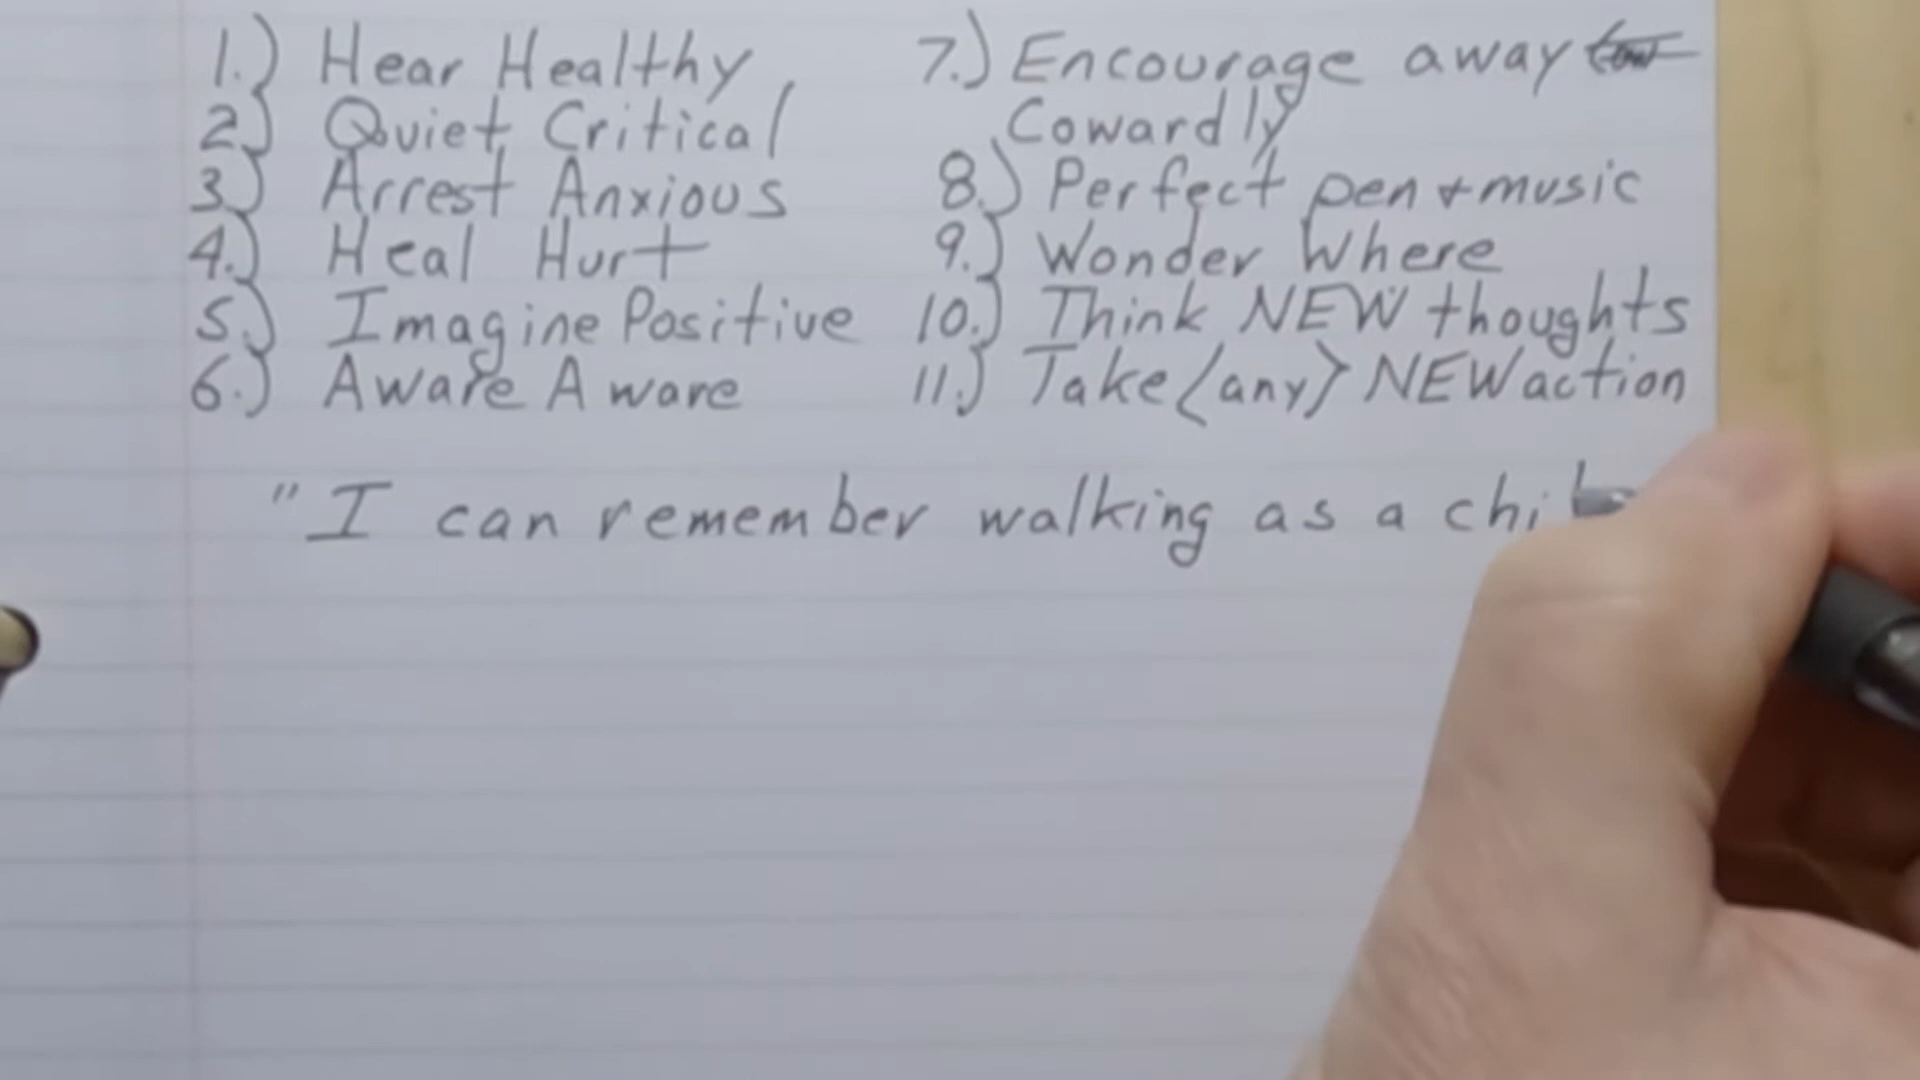 1.) Hear Healthy
2.) Quiet Critical
3.) Arrest Anxious
4.) Heal Hurt
5.) Imagine Positive
6.) Aware Aware
7.) Encourage away
Cowardly
8.) Perfect pen + music
9.) Wonder Where
10.) Think NEW thoughts
11.) Take <any> NEW action
"I can remember walking as a